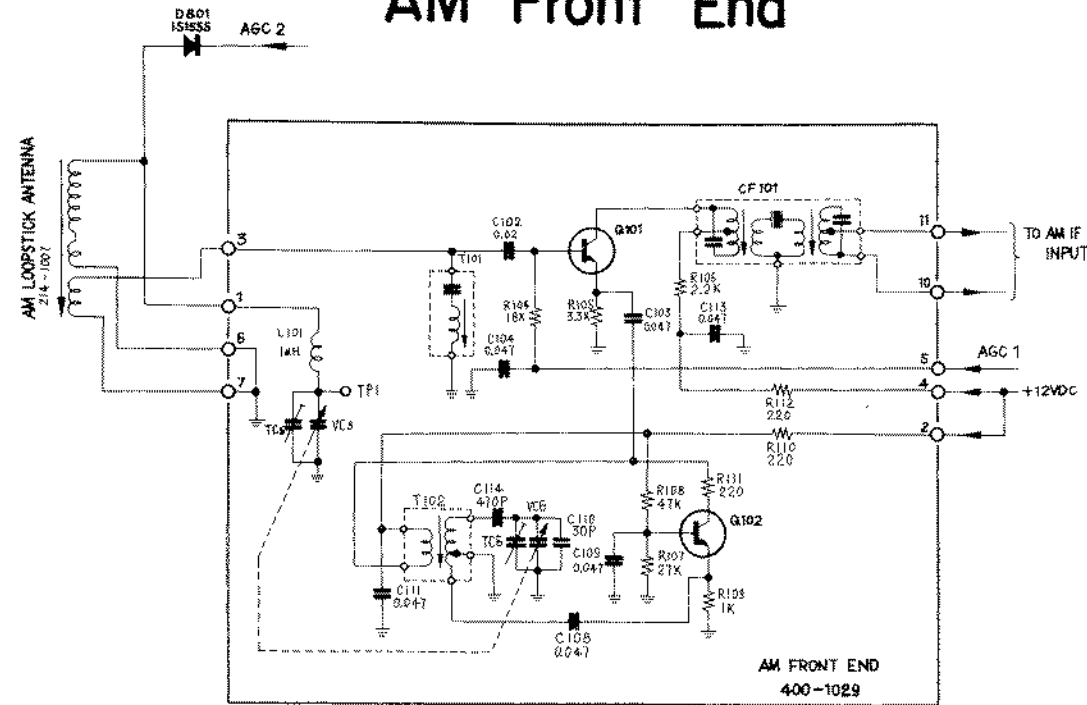 AM Front End
D801
1S1555
AGC 2
AM LOOPSTICK ANTENNA
214-1007
3
1
6
7
L101
1µH
TP1
TC5
VC5
C102
0.02
T101
R104
18K
C104
0.047
Q101
R105
3.3K
C103
0.047
CF101
R106
2.2K
C113
0.047
11
TO AM IF
INPUT
10
5
AGC 1
4
+12VDC
2
R112
220
R110
220
T102
C114
470P
VC6
TC6
C110
30P
C111
0.047
C109
0.047
R108
47K
R107
27K
R111
220
Q102
C108
0.047
1K
AM FRONT END
400-1029